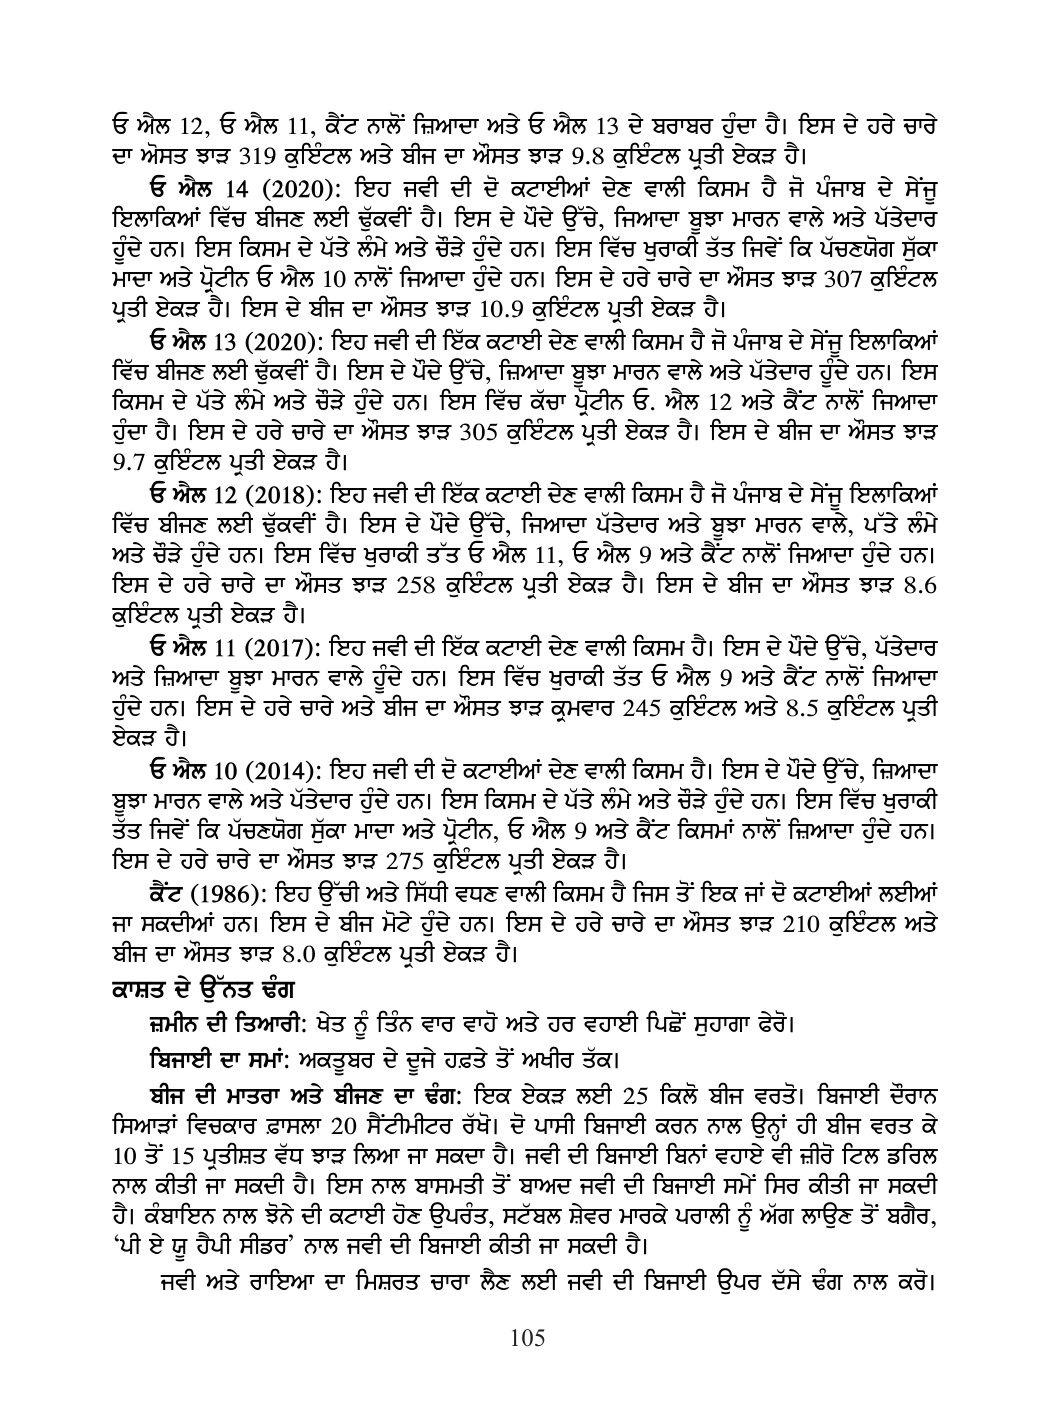 ਓ ਐਲ 12, ਓ ਐਲ 11, ਕੈਂਟ ਨਾਲੋਂ ਜ਼ਿਆਦਾ ਅਤੇ ਓ ਐਲ 13 ਦੇ ਬਰਾਬਰ ਹੁੰਦਾ ਹੈ। ਇਸ ਦੇ ਹਰੇ ਚਾਰੇ
ਦਾ ਔਸਤ ਝਾੜ 319 ਕੁਇੰਟਲ ਅਤੇ ਬੀਜ ਦਾ ਔਸਤ ਝਾੜ 9.8 ਕੁਇੰਟਲ ਪ੍ਰਤੀ ਏਕੜ ਹੈ।
ਓ ਐਲ 14 (2020): ਇਹ ਜਵੀ ਦੀ ਦੋ ਕਟਾਈਆਂ ਦੇਣ ਵਾਲੀ ਕਿਸਮ ਹੈ ਜੋ ਪੰਜਾਬ ਦੇ ਸੇਂਜੂ
ਇਲਾਕਿਆਂ ਵਿੱਚ ਬੀਜਣ ਲਈ ਢੁੱਕਵੀਂ ਹੈ। ਇਸ ਦੇ ਪੌਦੇ ਉੱਚੇ, ਜਿਆਦਾ ਬੂਝਾ ਮਾਰਨ ਵਾਲੇ ਅਤੇ ਪੱਤੇਦਾਰ
ਹੂੰਦੇ ਹਨ। ਇਸ ਕਿਸਮ ਦੇ ਪੱਤੇ ਲੰਮੇ ਅਤੇ ਚੌੜੇ ਹੁੰਦੇ ਹਨ। ਇਸ ਵਿੱਚ ਖੁਰਾਕੀ ਤੱਤ ਜਿਵੇਂ ਕਿ ਪੱਚਣਯੋਗ ਸੁੱਕਾ
ਮਾਦਾ ਅਤੇ ਪ੍ਰੋਟੀਨ ਓ ਐਲ 10 ਨਾਲੋਂ ਜਿਆਦਾ ਹੁੰਦੇ ਹਨ। ਇਸ ਦੇ ਹਰੇ ਚਾਰੇ ਦਾ ਔਸਤ ਝਾੜ 307 ਕੁਇੰਟਲ
ਪ੍ਰਤੀ ਏਕੜ ਹੈ। ਇਸ ਦੇ ਬੀਜ ਦਾ ਔਸਤ ਝਾੜ 10.9 ਕੁਇੰਟਲ ਪ੍ਰਤੀ ਏਕੜ ਹੈ।
ਓ ਐਲ 13 (2020): ਇਹ ਜਵੀ ਦੀ ਇੱਕ ਕਟਾਈ ਦੇਣ ਵਾਲੀ ਕਿਸਮ ਹੈ ਜੋ ਪੰਜਾਬ ਦੇ ਸੇਂਜੂ ਇਲਾਕਿਆਂ
ਵਿੱਚ ਬੀਜਣ ਲਈ ਢੁੱਕਵੀਂ ਹੈ। ਇਸ ਦੇ ਪੌਦੇ ਉੱਚੇ, ਜ਼ਿਆਦਾ ਬੂਝਾ ਮਾਰਨ ਵਾਲੇ ਅਤੇ ਪੱਤੇਦਾਰ ਹੂੰਦੇ ਹਨ। ਇਸ
ਕਿਸਮ ਦੇ ਪੱਤੇ ਲੰਮੇ ਅਤੇ ਚੌੜੇ ਹੁੰਦੇ ਹਨ। ਇਸ ਵਿੱਚ ਕੱਚਾ ਪ੍ਰੋਟੀਨ ਓ. ਐਲ 12 ਅਤੇ ਕੈਂਟ ਨਾਲੋਂ ਜਿਆਦਾ
ਹੁੰਦਾ ਹੈ। ਇਸ ਦੇ ਹਰੇ ਚਾਰੇ ਦਾ ਔਸਤ ਝਾੜ 305 ਕੁਇੰਟਲ ਪ੍ਰਤੀ ਏਕੜ ਹੈ। ਇਸ ਦੇ ਬੀਜ ਦਾ ਔਸਤ ਝਾੜ
9.7 ਕੁਇੰਟਲ ਪ੍ਰਤੀ ਏਕੜ ਹੈ।
ਓ ਐਲ 12 (2018): ਇਹ ਜਵੀ ਦੀ ਇੱਕ ਕਟਾਈ ਦੇਣ ਵਾਲੀ ਕਿਸਮ ਹੈ ਜੋ ਪੰਜਾਬ ਦੇ ਸੇਂਜੂ ਇਲਾਕਿਆਂ
ਵਿੱਚ ਬੀਜਣ ਲਈ ਢੁੱਕਵੀਂ ਹੈ। ਇਸ ਦੇ ਪੌਦੇ ਉੱਚੇ, ਜਿਆਦਾ ਪੱਤੇਦਾਰ ਅਤੇ ਬੂਝਾ ਮਾਰਨ ਵਾਲੇ, ਪੱਤੇ ਲੰਮੇ
ਅਤੇ ਚੌੜੇ ਹੁੰਦੇ ਹਨ। ਇਸ ਵਿੱਚ ਖੁਰਾਕੀ ਤੱਤ ਓ ਐਲ 11, ਓ ਐਲ 9 ਅਤੇ ਕੈਂਟ ਨਾਲੋਂ ਜਿਆਦਾ ਹੁੰਦੇ ਹਨ।
ਇਸ ਦੇ ਹਰੇ ਚਾਰੇ ਦਾ ਔਸਤ ਝਾੜ 258 ਕੁਇੰਟਲ ਪ੍ਰਤੀ ਏਕੜ ਹੈ। ਇਸ ਦੇ ਬੀਜ ਦਾ ਔਸਤ ਝਾੜ 8.6
ਕੁਇੰਟਲ ਪ੍ਰਤੀ ਏਕੜ ਹੈ।
ਓ ਐਲ 11 (2017): ਇਹ ਜਵੀ ਦੀ ਇੱਕ ਕਟਾਈ ਦੇਣ ਵਾਲੀ ਕਿਸਮ ਹੈ। ਇਸ ਦੇ ਪੌਦੇ ਉੱਚੇ, ਪੱਤੇਦਾਰ
ਅਤੇ ਜ਼ਿਆਦਾ ਬੂਝਾ ਮਾਰਨ ਵਾਲੇ ਹੂੰਦੇ ਹਨ। ਇਸ ਵਿੱਚ ਖੁਰਾਕੀ ਤੱਤ ਓ ਐਲ 9 ਅਤੇ ਕੈਂਟ ਨਾਲੋਂ ਜਿਆਦਾ
ਹੁੰਦੇ ਹਨ। ਇਸ ਦੇ ਹਰੇ ਚਾਰੇ ਅਤੇ ਬੀਜ ਦਾ ਔਸਤ ਝਾੜ ਕ੍ਰਮਵਾਰ 245 ਕੁਇੰਟਲ ਅਤੇ 8.5 ਕੁਇੰਟਲ ਪ੍ਰਤੀ
ਏਕੜ ਹੈ।
ਓ ਐਲ 10 (2014): ਇਹ ਜਵੀ ਦੀ ਦੋ ਕਟਾਈਆਂ ਦੇਣ ਵਾਲੀ ਕਿਸਮ ਹੈ। ਇਸ ਦੇ ਪੌਦੇ ਉੱਚੇ, ਜ਼ਿਆਦਾ
ਬੂਝਾ ਮਾਰਨ ਵਾਲੇ ਅਤੇ ਪੱਤੇਦਾਰ ਹੁੰਦੇ ਹਨ। ਇਸ ਕਿਸਮ ਦੇ ਪੱਤੇ ਲੰਮੇ ਅਤੇ ਚੌੜੇ ਹੁੰਦੇ ਹਨ। ਇਸ ਵਿੱਚ ਖੁਰਾਕੀ
ਤੱਤ ਜਿਵੇਂ ਕਿ ਪੱਚਣਯੋਗ ਸੁੱਕਾ ਮਾਦਾ ਅਤੇ ਪ੍ਰੋਟੀਨ, ਓ ਐਲ 9 ਅਤੇ ਕੈਂਟ ਕਿਸਮਾਂ ਨਾਲੋਂ ਜ਼ਿਆਦਾ ਹੁੰਦੇ ਹਨ।
ਇਸ ਦੇ ਹਰੇ ਚਾਰੇ ਦਾ ਔਸਤ ਝਾੜ 275 ਕੁਇੰਟਲ ਪ੍ਰਤੀ ਏਕੜ ਹੈ।
ਕੈਂਟ (1986): ਇਹ ਉੱਚੀ ਅਤੇ ਸਿੱਧੀ ਵਧਣ ਵਾਲੀ ਕਿਸਮ ਹੈ ਜਿਸ ਤੋਂ ਇਕ ਜਾਂ ਦੋ ਕਟਾਈਆਂ ਲਈਆਂ
ਜਾ ਸਕਦੀਆਂ ਹਨ। ਇਸ ਦੇ ਬੀਜ ਮੋਟੇ ਹੁੰਦੇ ਹਨ। ਇਸ ਦੇ ਹਰੇ ਚਾਰੇ ਦਾ ਔਸਤ ਝਾੜ 210 ਕੁਇੰਟਲ ਅਤੇ
ਬੀਜ ਦਾ ਔਸਤ ਝਾੜ 8.0 ਕੁਇੰਟਲ ਪ੍ਰਤੀ ਏਕੜ ਹੈ।
ਕਾਸ਼ਤ ਦੇ ਉੱਨਤ ਢੰਗ
ਜ਼ਮੀਨ ਦੀ ਤਿਆਰੀ: ਖੇਤ ਨੂੰ ਤਿੰਨ ਵਾਰ ਵਾਹੋ ਅਤੇ ਹਰ ਵਹਾਈ ਪਿਛੋਂ ਸੁਹਾਗਾ ਫੇਰੋ।
ਬਿਜਾਈ ਦਾ ਸਮਾਂ: ਅਕਤੂਬਰ ਦੇ ਦੂਜੇ ਹਫ਼ਤੇ ਤੋਂ ਅਖੀਰ ਤੱਕ।
ਬੀਜ ਦੀ ਮਾਤਰਾ ਅਤੇ ਬੀਜਣ ਦਾ ਢੰਗ: ਇਕ ਏਕੜ ਲਈ 25 ਕਿਲੋ ਬੀਜ ਵਰਤੋ। ਬਿਜਾਈ ਦੌਰਾਨ
ਸਿਆੜਾਂ ਵਿਚਕਾਰ ਫ਼ਾਸਲਾ 20 ਸੈਂਟੀਮੀਟਰ ਰੱਖੋ। ਦੋ ਪਾਸੀ ਬਿਜਾਈ ਕਰਨ ਨਾਲ ਉਨ੍ਹਾਂ ਹੀ ਬੀਜ ਵਰਤ ਕੇ
10 ਤੋਂ 15 ਪ੍ਰਤੀਸ਼ਤ ਵੱਧ ਝਾੜ ਲਿਆ ਜਾ ਸਕਦਾ ਹੈ। ਜਵੀ ਦੀ ਬਿਜਾਈ ਬਿਨਾਂ ਵਹਾਏ ਵੀ ਜ਼ੀਰੋ ਟਿਲ ਡਰਿਲ
ਨਾਲ ਕੀਤੀ ਜਾ ਸਕਦੀ ਹੈ। ਇਸ ਨਾਲ ਬਾਸਮਤੀ ਤੋਂ ਬਾਅਦ ਜਵੀ ਦੀ ਬਿਜਾਈ ਸਮੇਂ ਸਿਰ ਕੀਤੀ ਜਾ ਸਕਦੀ
ਹੈ। ਕੰਬਾਇਨ ਨਾਲ ਝੋਨੇ ਦੀ ਕਟਾਈ ਹੋਣ ਉਪਰੰਤ, ਸਟੱਬਲ ਸ਼ੇਵਰ ਮਾਰਕੇ ਪਰਾਲੀ ਨੂੰ ਅੱਗ ਲਾਉਣ ਤੋਂ ਬਗੈਰ,
‘ਪੀ ਏ ਯੂ ਹੈਪੀ ਸੀਡਰ’ ਨਾਲ ਜਵੀ ਦੀ ਬਿਜਾਈ ਕੀਤੀ ਜਾ ਸਕਦੀ ਹੈ।
ਜਵੀ ਅਤੇ ਰਾਇਆ ਦਾ ਮਿਸ਼ਰਤ ਚਾਰਾ ਲੈਣ ਲਈ ਜਵੀ ਦੀ ਬਿਜਾਈ ਉਪਰ ਦੱਸੇ ਢੰਗ ਨਾਲ ਕਰੋ।
105